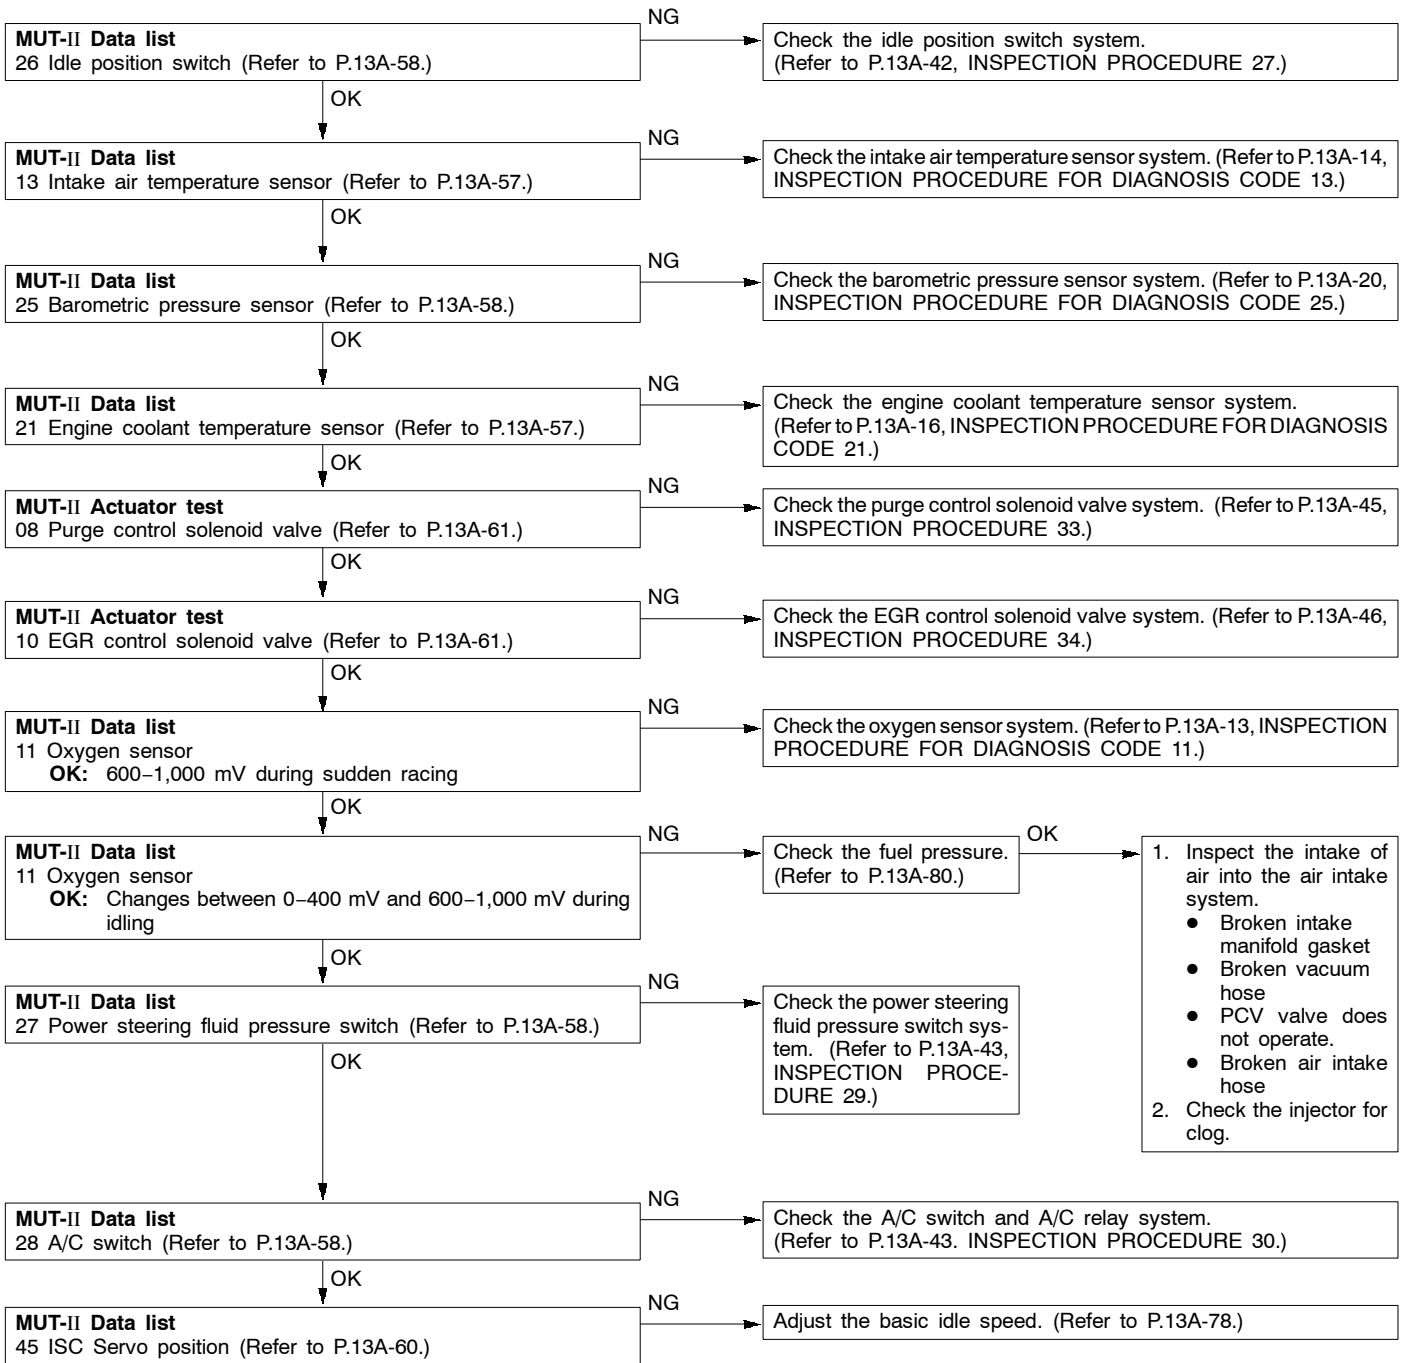 NG
MUT-II Data list
26 Idle position switch (Refer to P.13A-58.)
Check the idle position switch system.
(Refer to P.13A-42, INSPECTION PROCEDURE 27.)
OK
NG
MUT-II Data list
13 Intake air temperature sensor (Refer to P.13A-57.)
Check the intake air temperature sensor system. (Refer to P.13A-14,
INSPECTION PROCEDURE FOR DIAGNOSIS CODE 13.)
OK
NG
MUT-II Data list
25 Barometric pressure sensor (Refer to P.13A-58.)
Check the barometric pressure sensor system. (Refer to P.13A-20,
INSPECTION PROCEDURE FOR DIAGNOSIS CODE 25.)
OK
NG
MUT-II Data list
21 Engine coolant temperature sensor (Refer to P.13A-57.)
Check the engine coolant temperature sensor system.
(Refer to P.13A-16, INSPECTION PROCEDURE FOR DIAGNOSIS
CODE 21.)
OK
NG
MUT-II Actuator test
08 Purge control solenoid valve (Refer to P.13A-61.)
Check the purge control solenoid valve system. (Refer to P.13A-45,
INSPECTION PROCEDURE 33.)
OK
NG
MUT-II Actuator test
10 EGR control solenoid valve (Refer to P.13A-61.)
Check the EGR control solenoid valve system. (Refer to P.13A-46,
INSPECTION PROCEDURE 34.)
OK
NG
MUT-II Data list
11 Oxygen sensor
OK: 600–1,000 mV during sudden racing
Check the oxygen sensor system. (Refer to P.13A-13, INSPECTION
PROCEDURE FOR DIAGNOSIS CODE 11.)
OK
NG
MUT-II Data list
11 Oxygen sensor
OK: Changes between 0–400 mV and 600–1,000 mV during
idling
Check the fuel pressure.
(Refer to P.13A-80.)
OK
1. Inspect the intake of
air into the air intake
system.
● Broken intake
manifold gasket
● Broken vacuum
hose
● PCV valve does
not operate.
● Broken air intake
hose
2. Check the injector for
clog.
OK
NG
MUT-II Data list
27 Power steering fluid pressure switch (Refer to P.13A-58.)
Check the power steering
fluid pressure switch sys-
tem. (Refer to P.13A-43,
INSPECTION PROCE-
DURE 29.)
OK
NG
MUT-II Data list
28 A/C switch (Refer to P.13A-58.)
Check the A/C switch and A/C relay system.
(Refer to P.13A-43. INSPECTION PROCEDURE 30.)
OK
NG
MUT-II Data list
45 ISC Servo position (Refer to P.13A-60.)
Adjust the basic idle speed. (Refer to P.13A-78.)